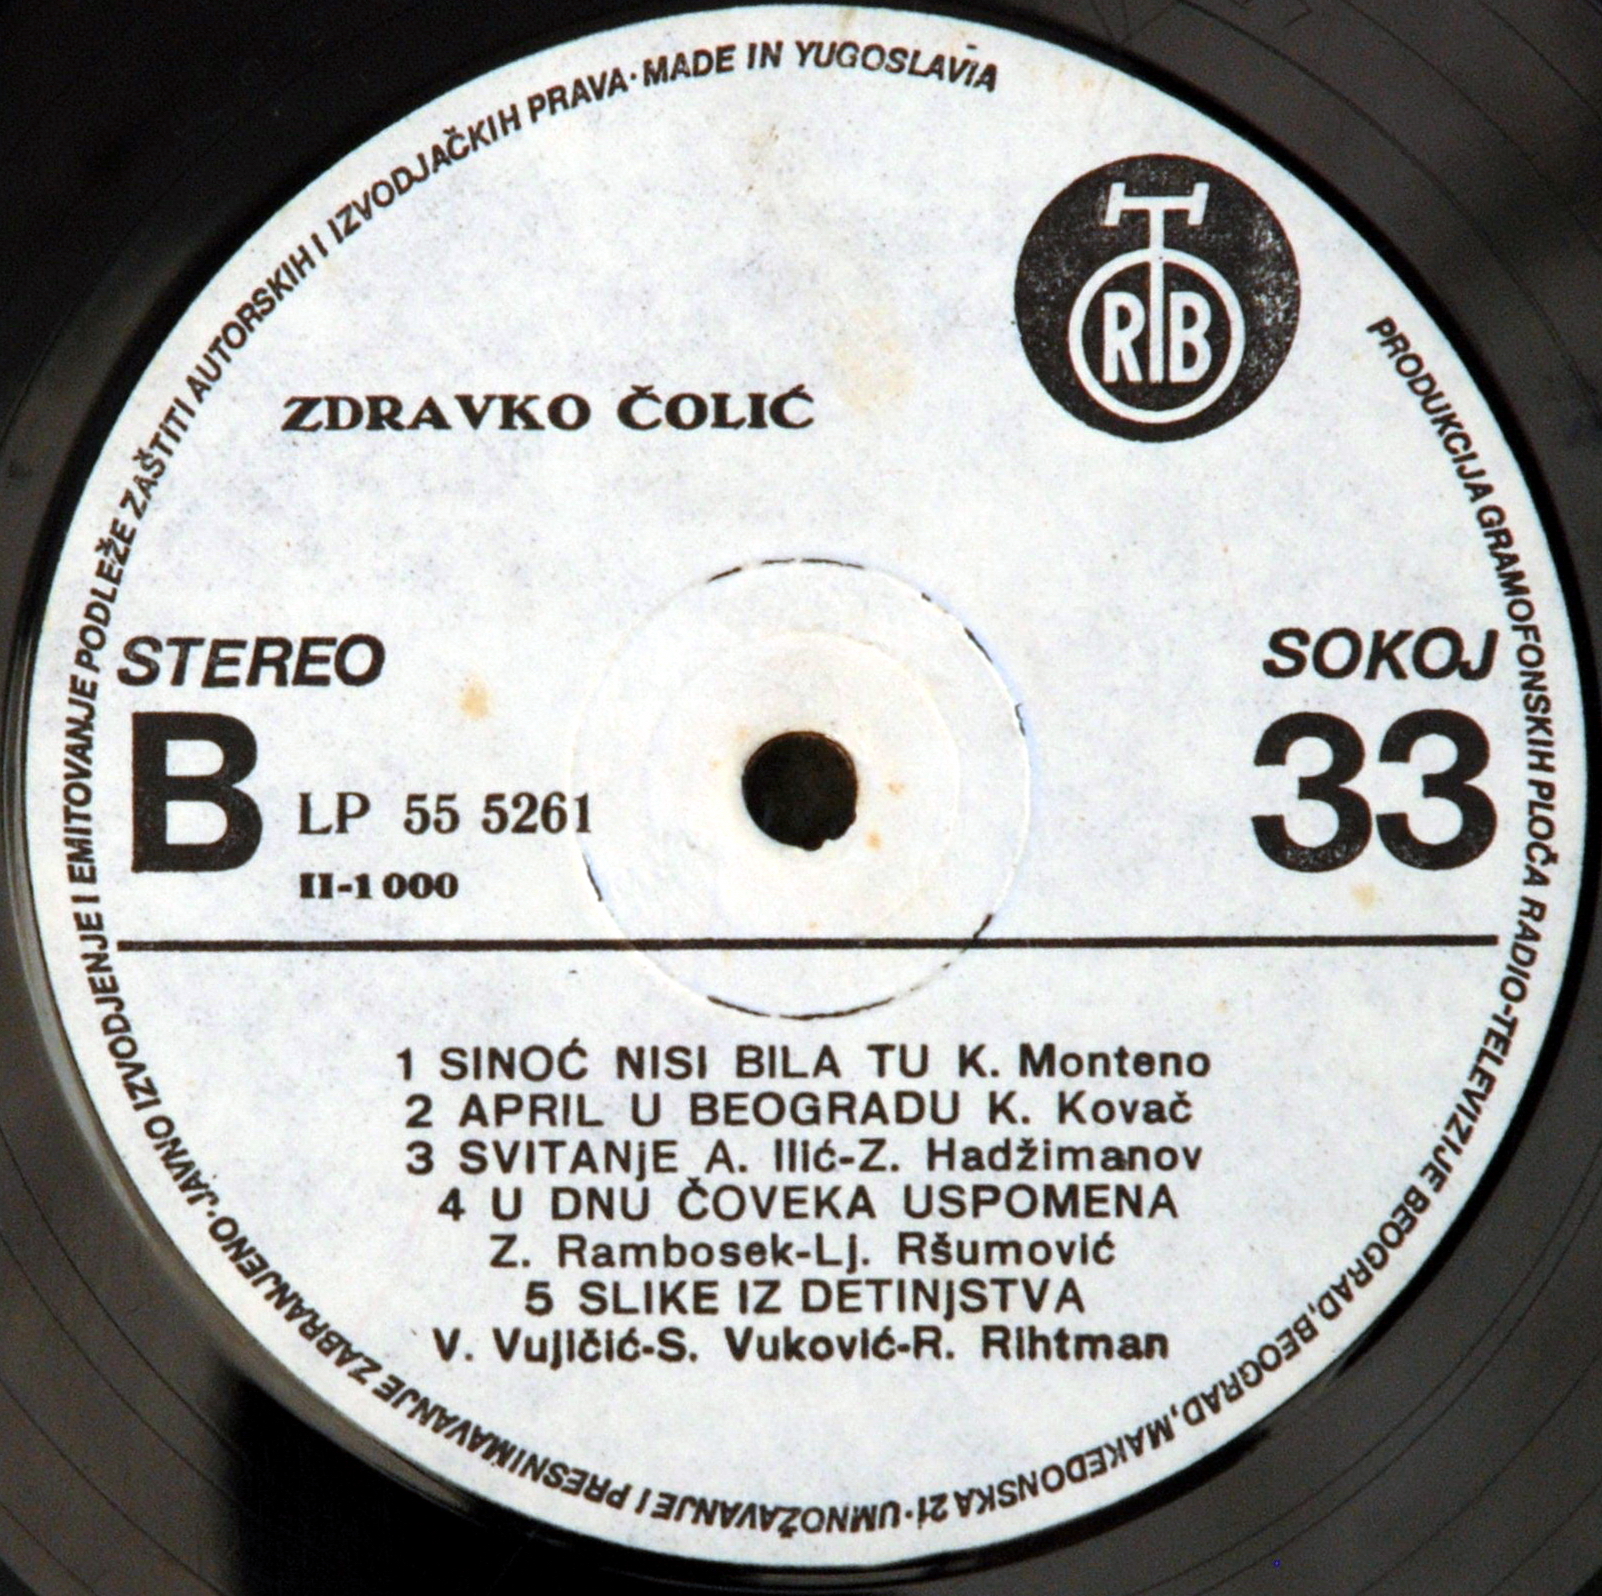 PRODUKCIJA GRAMOFONSKIH PLOČA RADIO-TELEVIZIJE BEOGRAD, BEOGRAD, MAKEDONSKA 21·UMNOŽAVANJE I PRESNIMAVANJE ZABRANJENO·JAVNO IZVODJENJE I EMITOVANJE PODLEŽE ZAŠTITI AUTORSKIH I IZVODJAČKIH PRAVA·MADE IN YUGOSLAVIA
RTB
ZDRAVKO ČOLIĆ
STEREO SOKOJ
B LP 55 5261 33
II-1 000
1 SINOĆ NISI BILA TU K. Monteno
2 APRIL U BEOGRADU K. Kovač
3 SVITANjE A. Ilić-Z. Hadžimanov
4 U DNU ČOVEKA USPOMENA
Z. Rambosek-Lj. Ršumović
5 SLIKE IZ DETINjSTVA
V. Vujičić-S. Vuković-R. Rihtman